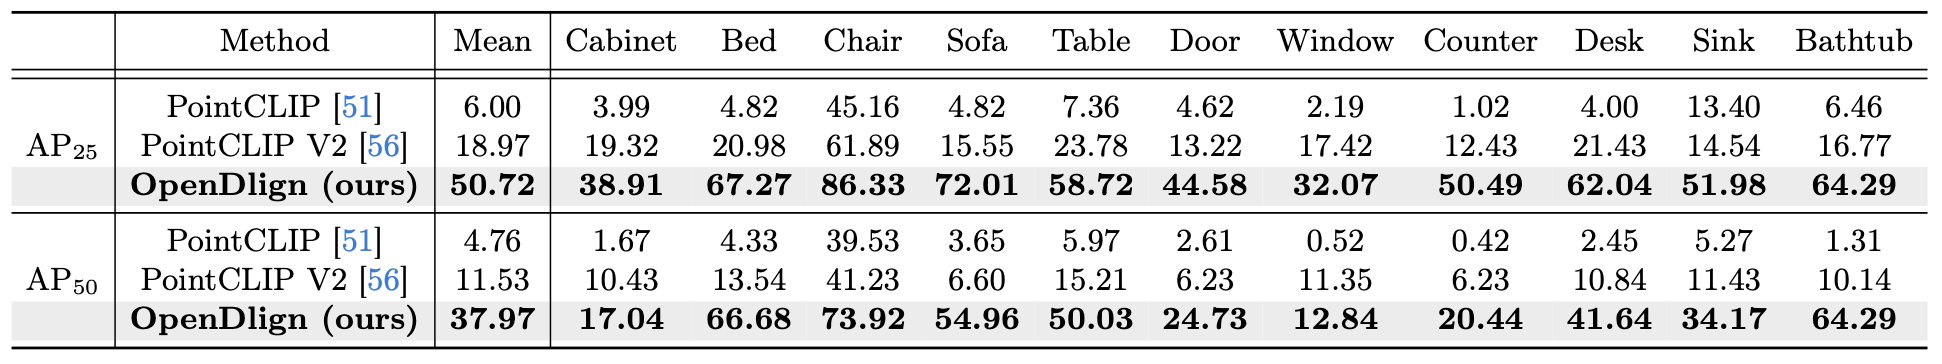 Method Mean Cabinet Bed Chair Sofa Table Door Window Counter Desk Sink Bathtub
PointCLIP [51] 6.00 3.99 4.82 45.16 4.82 7.36 4.62 2.19 1.02 4.00 13.40 6.46
AP25 PointCLIP V2 [56] 18.97 19.32 20.98 61.89 15.55 23.78 13.22 17.42 12.43 21.43 14.54 16.77
OpenDlign (ours) 50.72 38.91 67.27 86.33 72.01 58.72 44.58 32.07 50.49 62.04 51.98 64.29
PointCLIP [51] 4.76 1.67 4.33 39.53 3.65 5.97 2.61 0.52 0.42 2.45 5.27 1.31
AP50 PointCLIP V2 [56] 11.53 10.43 13.54 41.23 6.60 15.21 6.23 11.35 6.23 10.84 11.43 10.14
OpenDlign (ours) 37.97 17.04 66.68 73.92 54.96 50.03 24.73 12.84 20.44 41.64 34.17 64.29